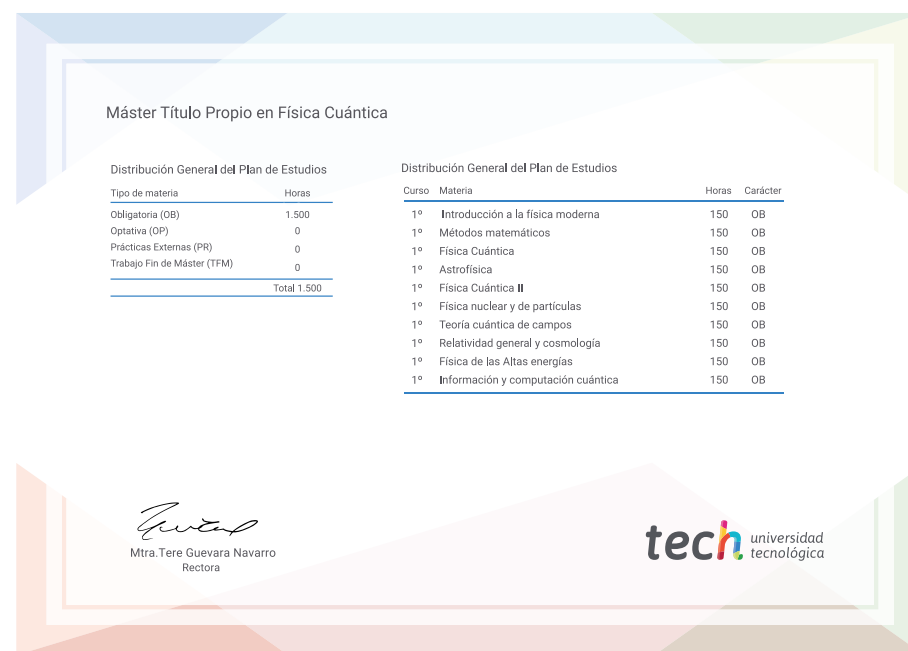 Máster Título Propio en Física Cuántica
Distribución General del Plan de Estudios
Tipo de materia Horas
Obligatoria (OB) 1.500
Optativa (OP) 0
Prácticas Externas (PR) 0
Trabajo Fin de Máster (TFM) 0
Total 1.500
Distribución General del Plan de Estudios
Curso Materia Horas Carácter
1º Introducción a la física moderna 150 OB
1º Métodos matemáticos 150 OB
1º Física Cuántica 150 OB
1º Astrofísica 150 OB
1º Física Cuántica II 150 OB
1º Física nuclear y de partículas 150 OB
1º Teoría cuántica de campos 150 OB
1º Relatividad general y cosmología 150 OB
1º Física de las Altas energías 150 OB
1º Información y computación cuántica 150 OB
Mtra.Tere Guevara Navarro
Rectora
tech universidad
tecnológica